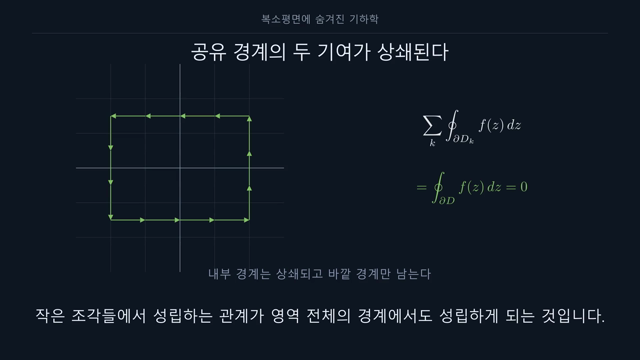 복소평면에 숨겨진 기하학
공유 경계의 두 기여가 상쇄된다
\sum_k \oint_{\partial D_k} f(z)\,dz
= \oint_{\partial D} f(z)\,dz = 0
내부 경계는 상쇄되고 바깥 경계만 남는다
작은 조각들에서 성립하는 관계가 영역 전체의 경계에서도 성립하게 되는 것입니다.